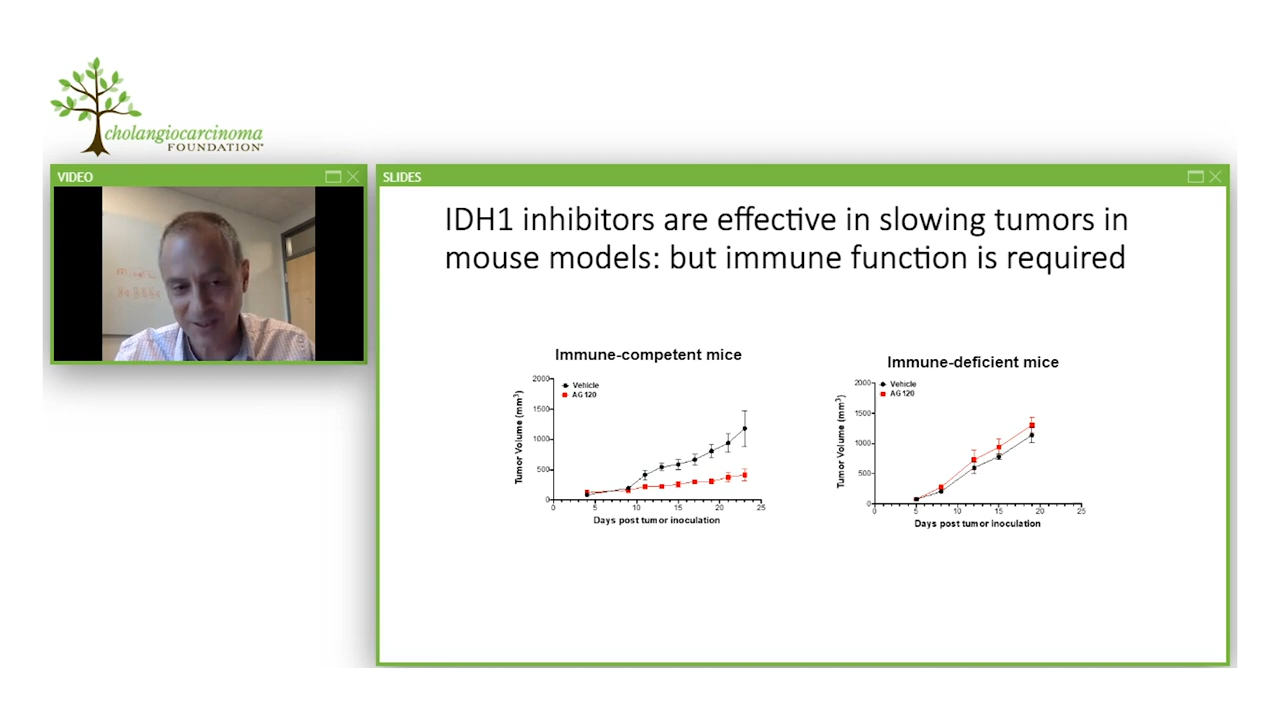 cholangiocarcinoma
FOUNDATION
VIDEO
SLIDES
IDH1 inhibitors are effective in slowing tumors in
mouse models: but immune function is required
Immune-competent mice
2000
1500
1000
500
0
Tumor Volume (mm³)
Vehicle
AG 120
0 5 10 15 20 25
Days post tumor inoculation
Immune-deficient mice
2000
1500
1000
500
0
Tumor Volume (mm³)
Vehicle
AG 120
0 5 10 15 20 25
Days post tumor inoculation